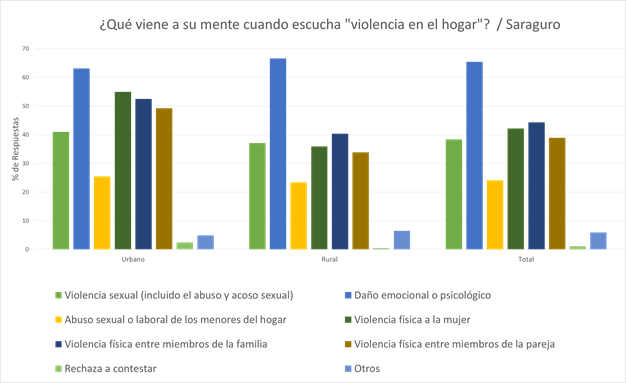 ¿Qué viene a su mente cuando escucha "violencia en el hogar"? / Saraguro
70
60
50
40
30
20
10
0
% de Respuestas
Urbano Rural Total
Violencia sexual (incluido el abuso y acoso sexual) Daño emocional o psicológico
Abuso sexual o laboral de los menores del hogar Violencia física a la mujer
Violencia física entre miembros de la familia Violencia física entre miembros de la pareja
Rechaza a contestar Otros